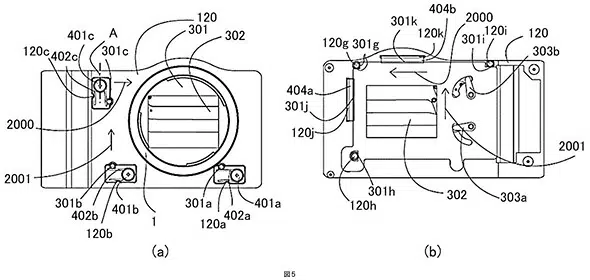 401c
A
301c
120
301
302
120c
402c
2000
2001
301b
402b
401b
120b
1
301a
120a
402a
401a
(a)
404b
301k
120k
2000
301i
120i
120
303b
120g
301g
404a
301j
120j
2001
120h
301h
302
303a
(b)
図5